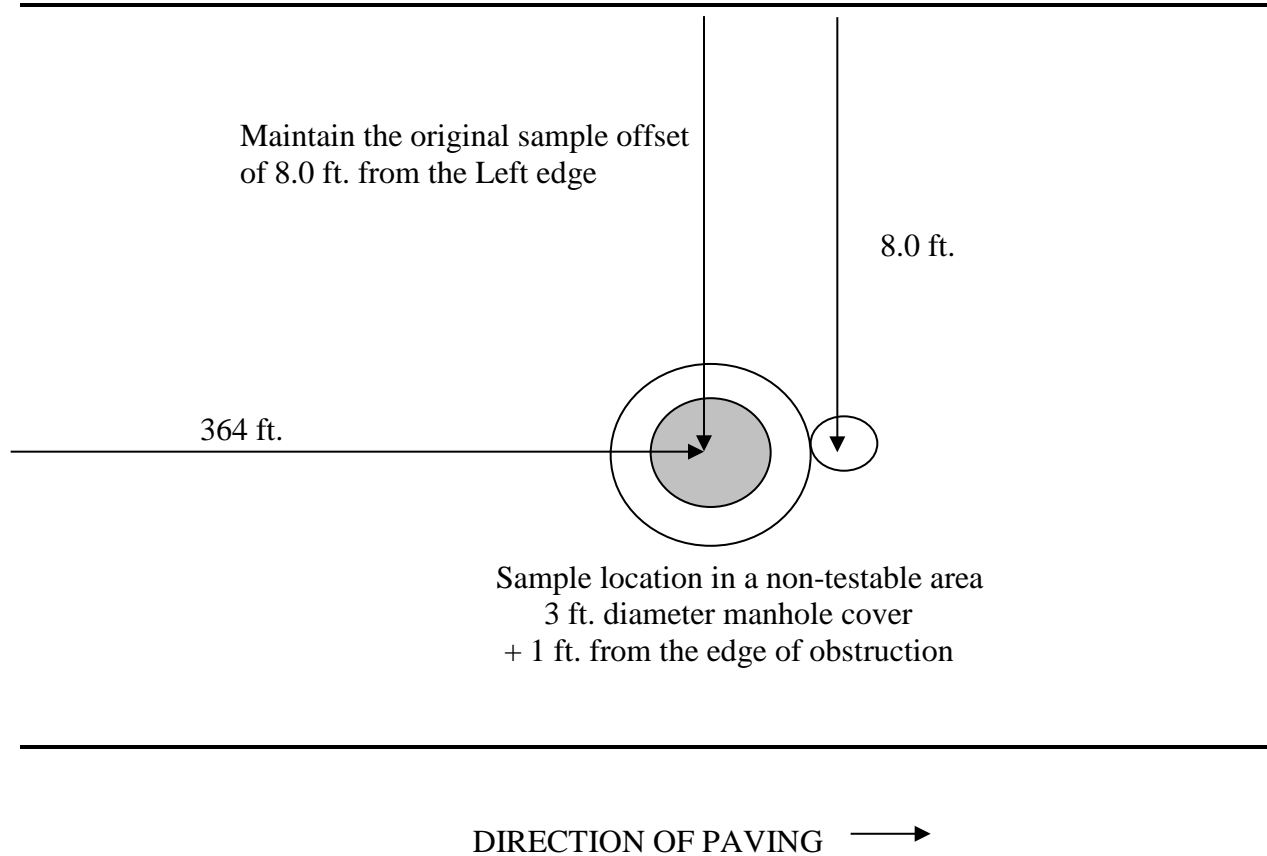 Maintain the original sample offset
of 8.0 ft. from the Left edge
8.0 ft.
364 ft.
Sample location in a non-testable area
3 ft. diameter manhole cover
+ 1 ft. from the edge of obstruction
DIRECTION OF PAVING